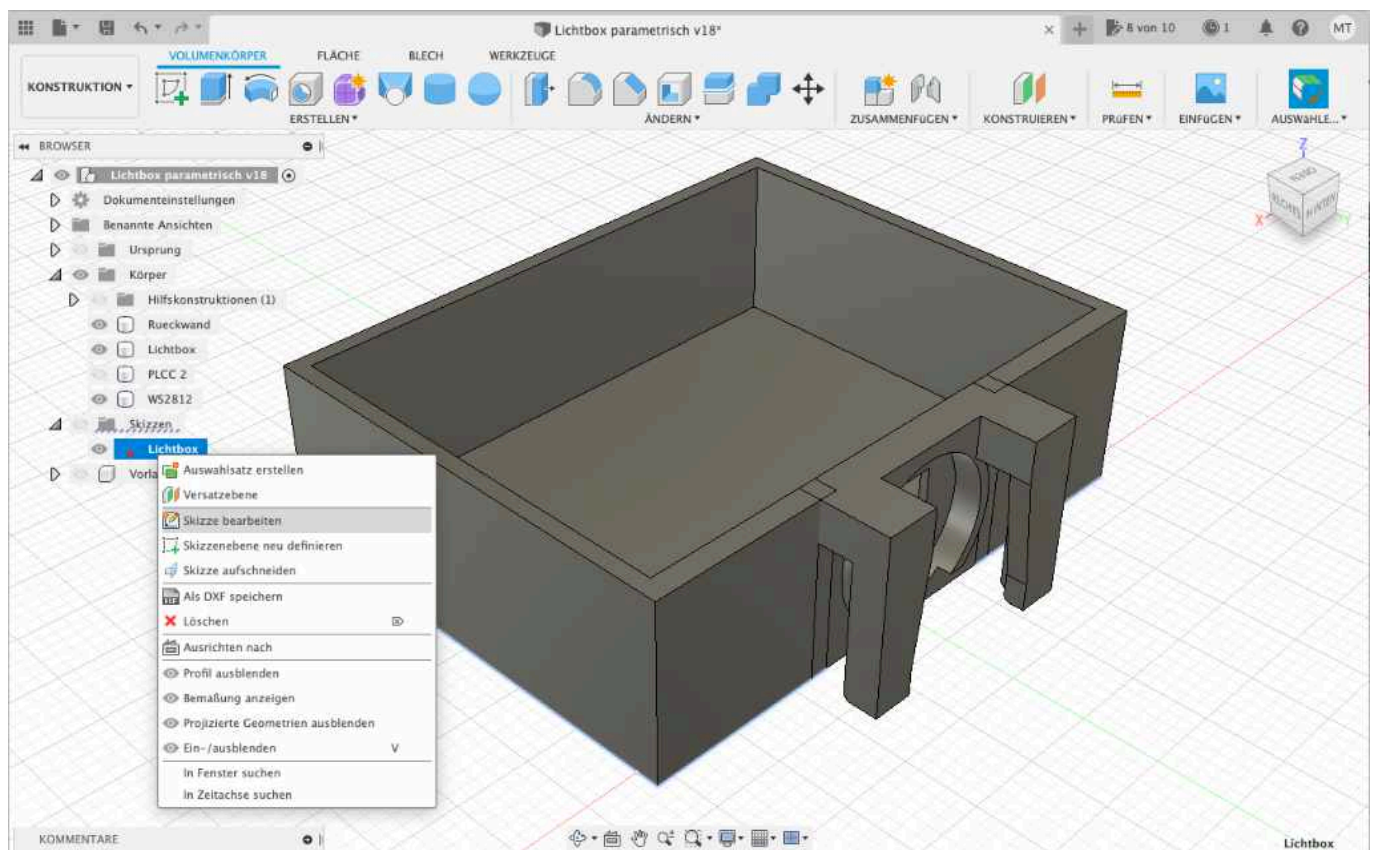 Lichtbox parametrisch v18*
8 von 10
1
MT
VOLUMENKÖRPER FLÄCHE BLECH WERKZEUGE
KONSTRUKTION
ERSTELLEN ÄNDERN ZUSAMMENFüGEN KONSTRUIEREN PRüFEN EINFüGEN AUSWäHLE...
BROWSER
Lichtbox parametrisch v18
Dokumenteinstellungen
Benannte Ansichten
Ursprung
Körper
Hilfskonstruktionen (1)
Rueckwand
Lichtbox
PLCC 2
WS2812
Skizzen
Lichtbox
Vorla
Auswahlsatz erstellen
Versatzebene
Skizze bearbeiten
Skizzenebene neu definieren
Skizze aufschneiden
Als DXF speichern
Löschen
Ausrichten nach
Profil ausblenden
Bemaßung anzeigen
Projizierte Geometrien ausblenden
Ein-/ausblenden V
In Fenster suchen
In Zeitachse suchen
Z
X
Y
RECHTS
HINTEN
KOMMENTARE
Lichtbox